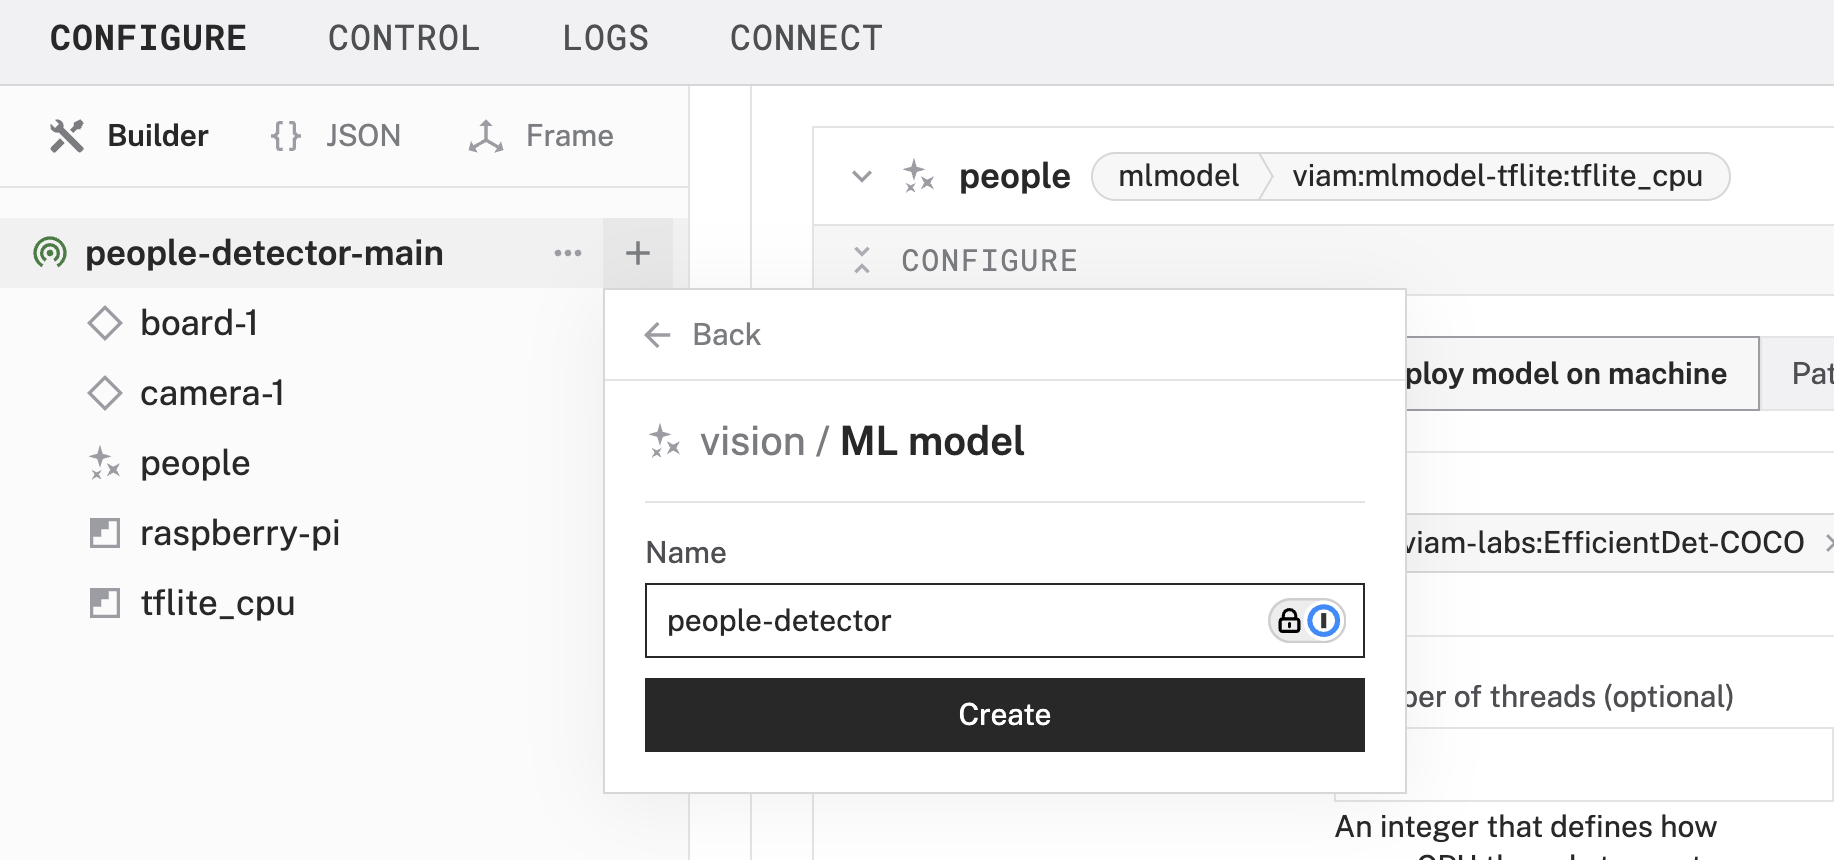 CONFIGURE CONTROL LOGS CONNECT
Builder {} JSON Frame
people mlmodel viam:mlmodel-tflite:tflite_cpu
people-detector-main ... +
CONFIGURE
board-1
camera-1
people
raspberry-pi
tflite_cpu
Back
vision / ML model
Name
people-detector
Create
ploy model on machine
viam-labs:EfficientDet-COCO
ber of threads (optional)
An integer that defines how